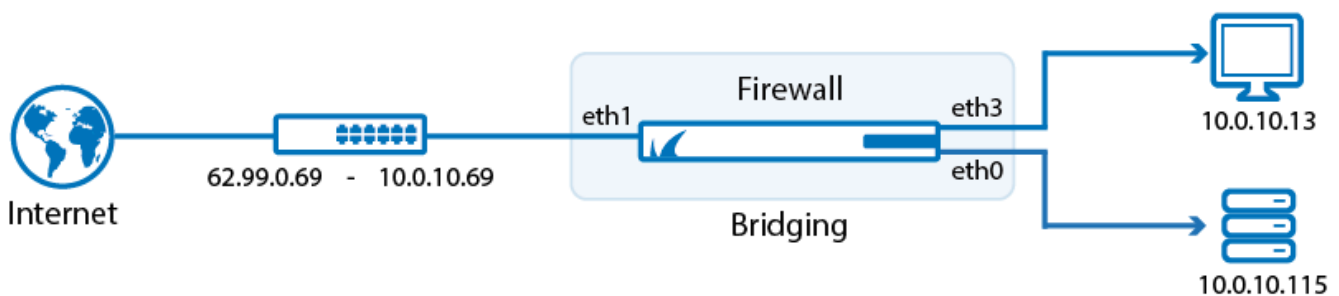 Internet
62.99.0.69 - 10.0.10.69
eth1
Firewall
eth3
eth0
Bridging
10.0.10.13
10.0.10.115